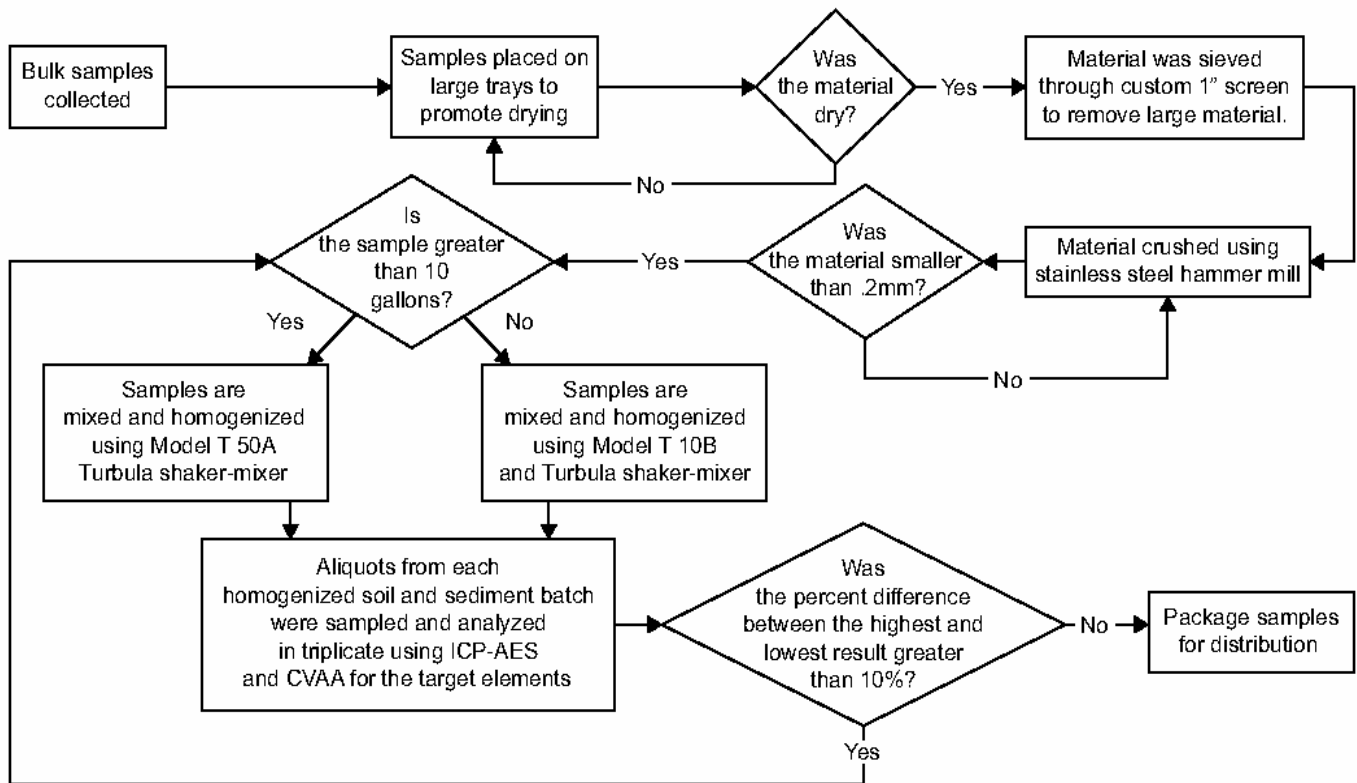 Bulk samples
collected
Samples placed on
large trays to
promote drying
Was
the material
dry?
Yes
No
Material was sieved
through custom 1” screen
to remove large material.
Material crushed using
stainless steel hammer mill
Was
the material smaller
than .2mm?
No
Yes
Is
the sample greater
than 10
gallons?
Yes
No
Samples are
mixed and homogenized
using Model T 50A
Turbula shaker-mixer
Samples are
mixed and homogenized
using Model T 10B
and Turbula shaker-mixer
Aliquots from each
homogenized soil and sediment batch
were sampled and analyzed
in triplicate using ICP-AES
and CVAA for the target elements
Was
the percent difference
between the highest and
lowest result greater
than 10%?
No
Yes
Package samples
for distribution